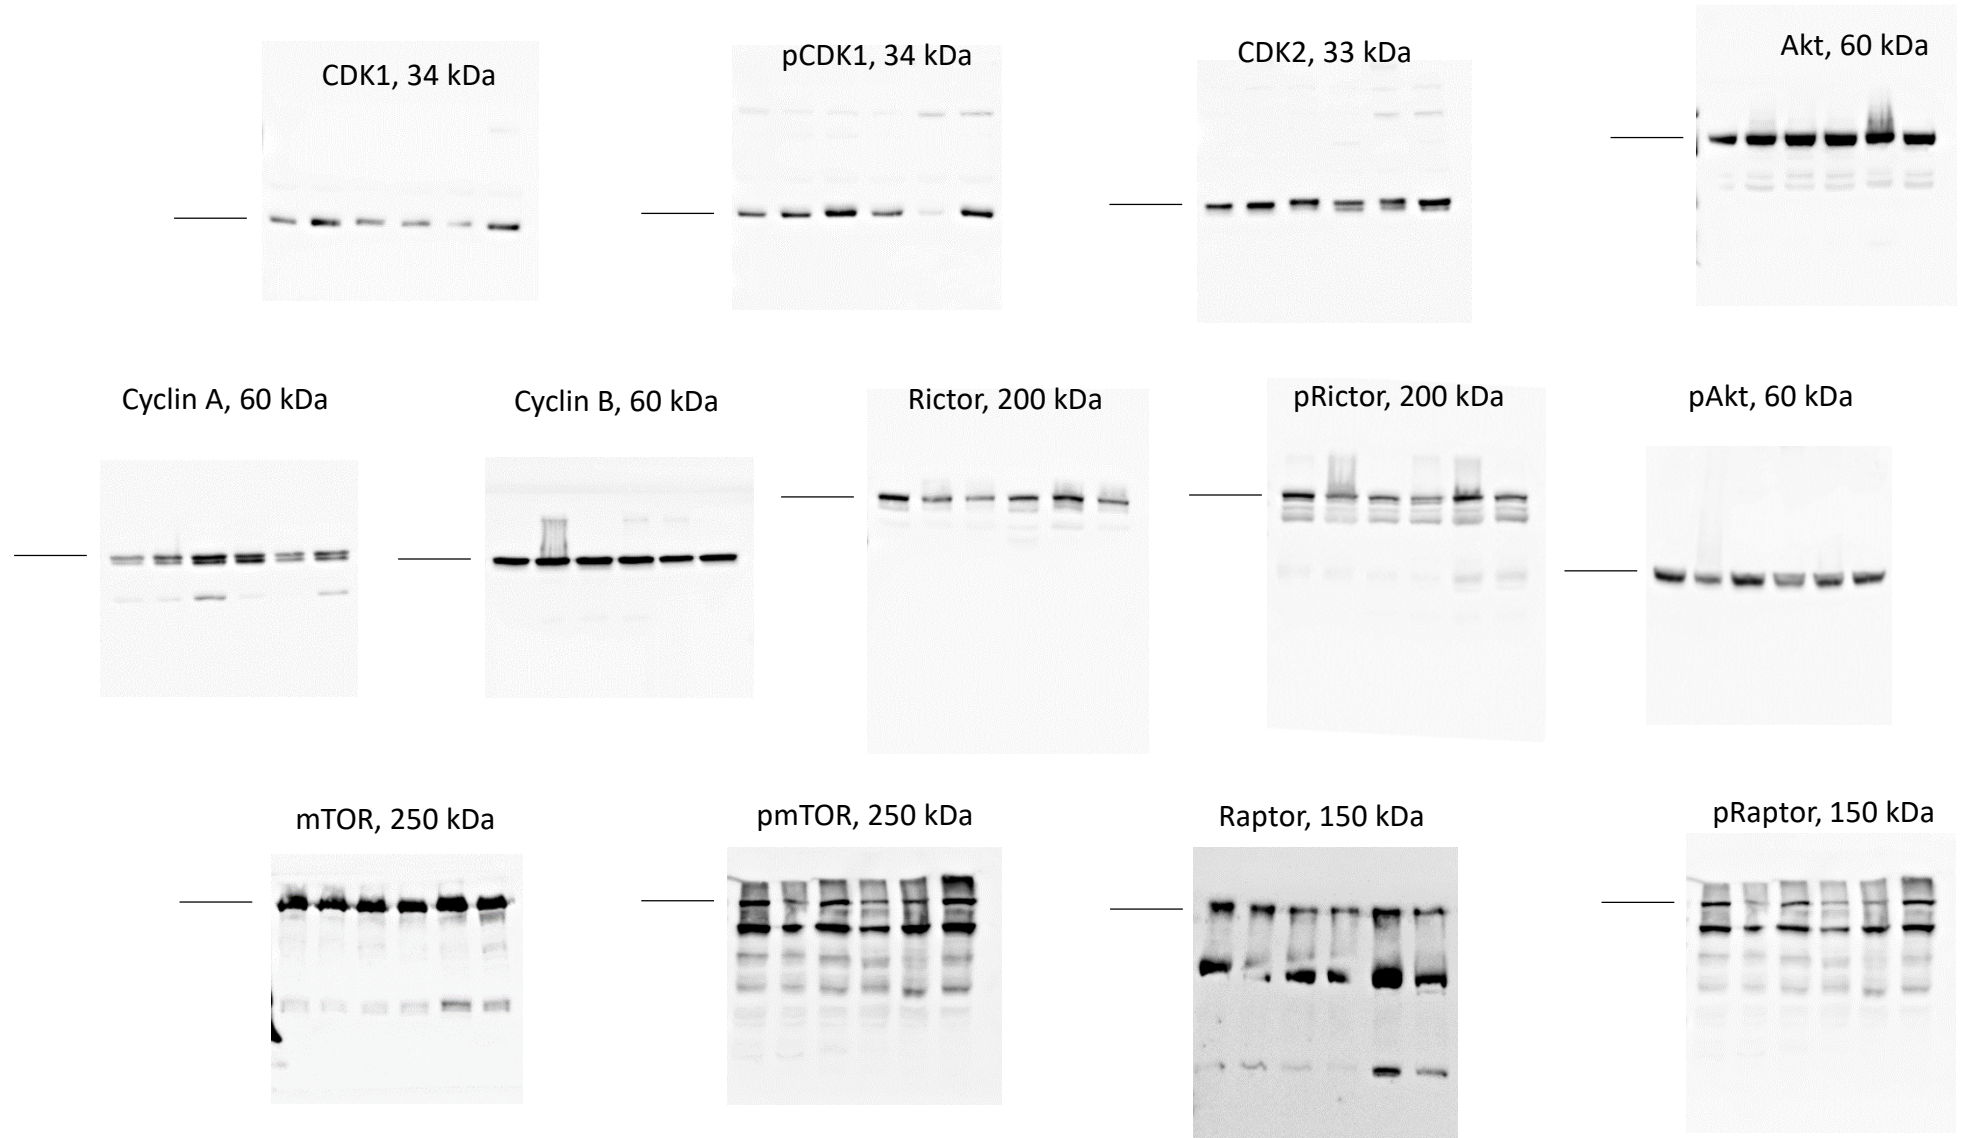 CDK1, 34 kDa
pCDK1, 34 kDa
CDK2, 33 kDa
Akt, 60 kDa
Cyclin A, 60 kDa
Cyclin B, 60 kDa
Rictor, 200 kDa
pRictor, 200 kDa
pAkt, 60 kDa
mTOR, 250 kDa
pmTOR, 250 kDa
Raptor, 150 kDa
pRaptor, 150 kDa